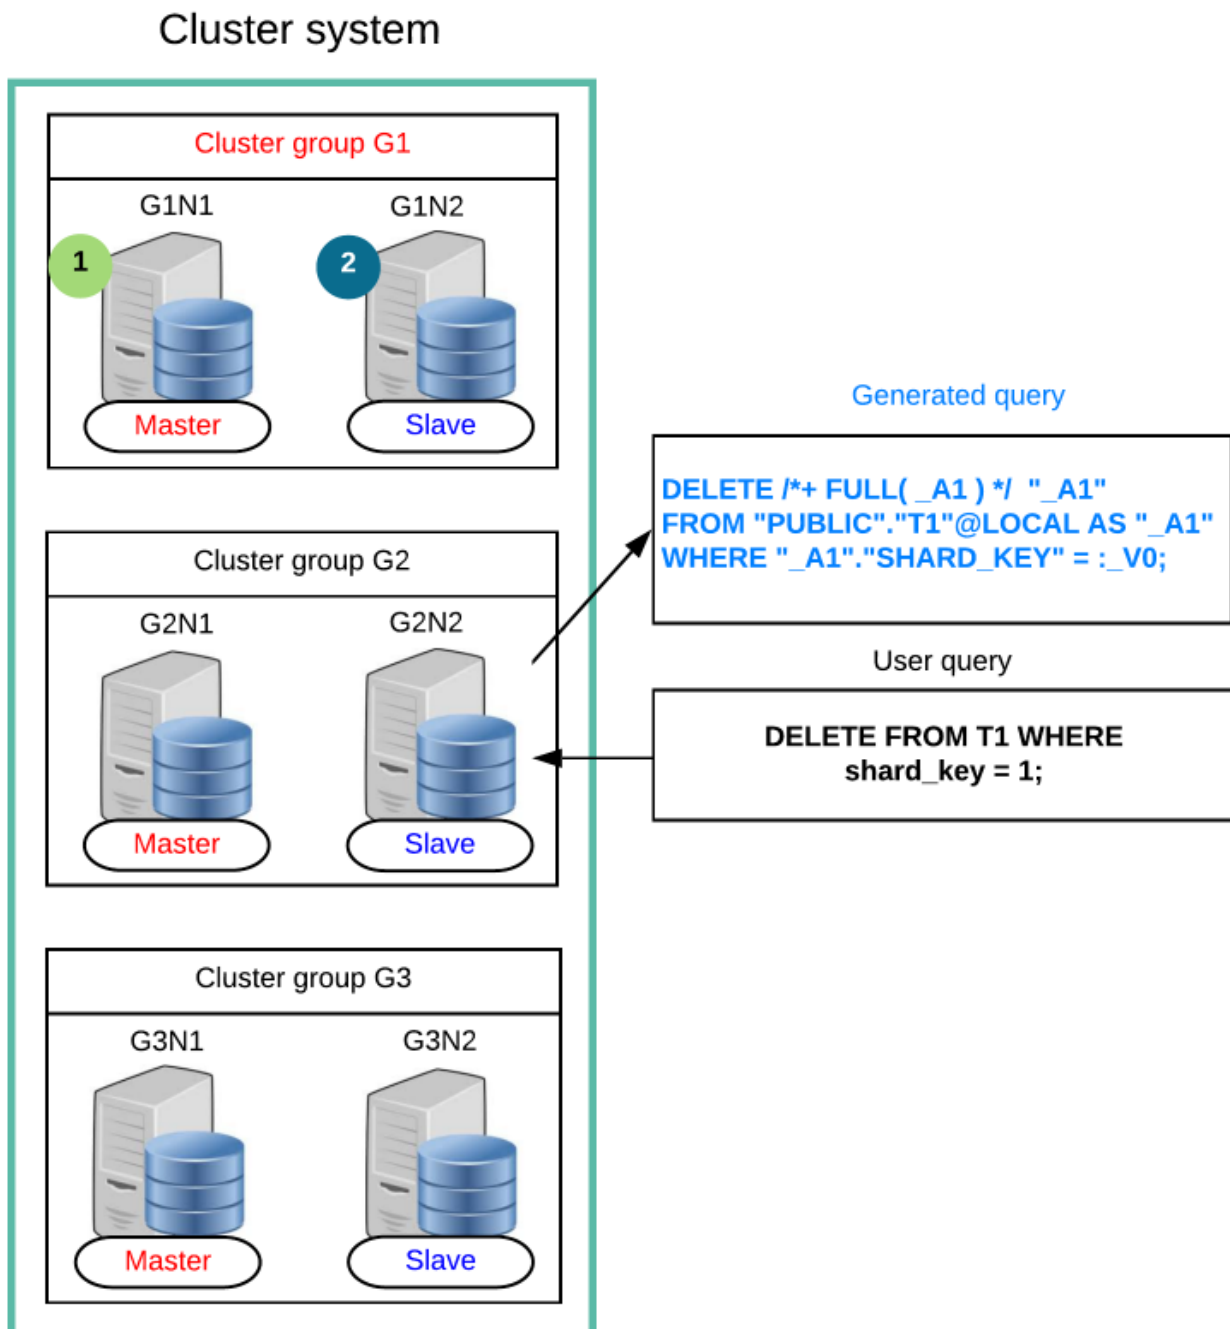 Cluster system
Cluster group G1
G1N1
G1N2
1
2
Master
Slave
Generated query
DELETE /*+ FULL( _A1 ) */  "_A1"
FROM "PUBLIC"."T1"@LOCAL AS "_A1"
WHERE "_A1"."SHARD_KEY" = :_V0;
Cluster group G2
G2N1
G2N2
Master
Slave
User query
DELETE FROM T1 WHERE
shard_key = 1;
Cluster group G3
G3N1
G3N2
Master
Slave